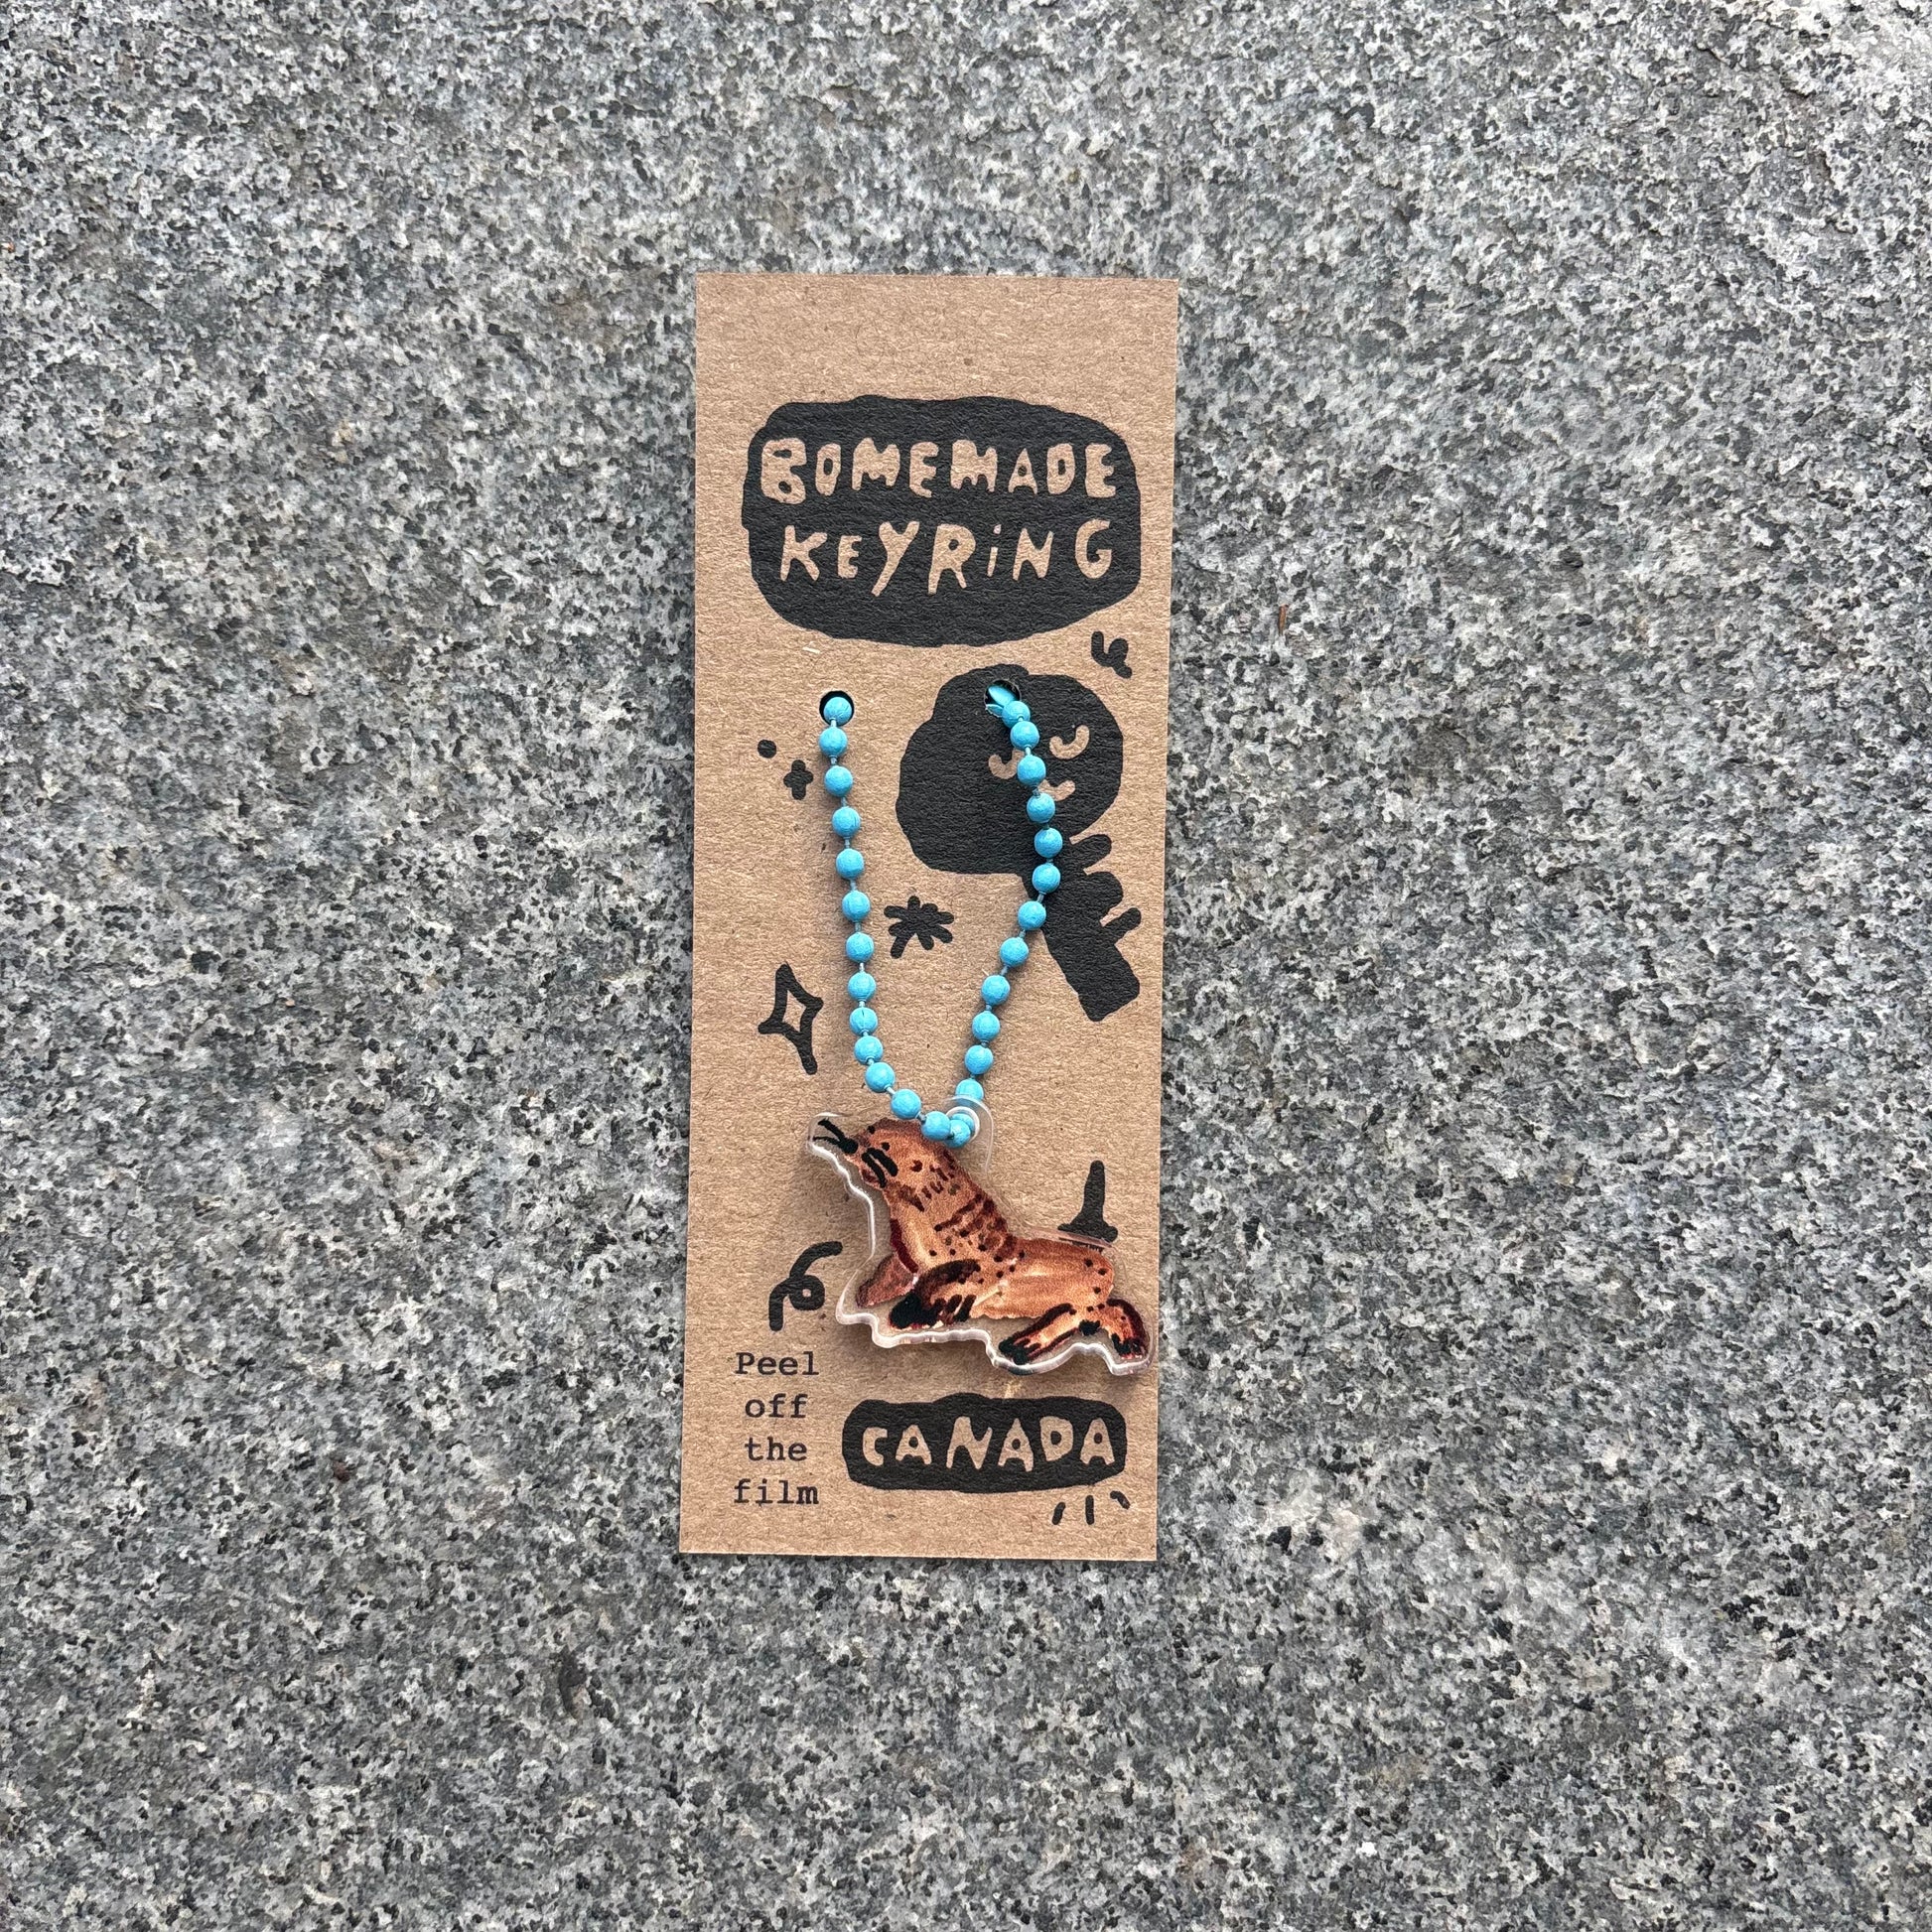 BOMEMADE
KEYRiNG
Peel
off
the
film
CANADA